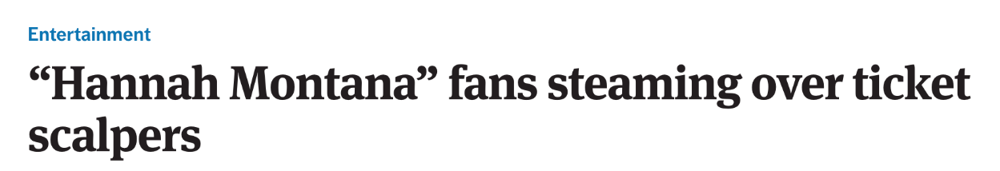 Entertainment
“Hannah Montana” fans steaming over ticket
scalpers